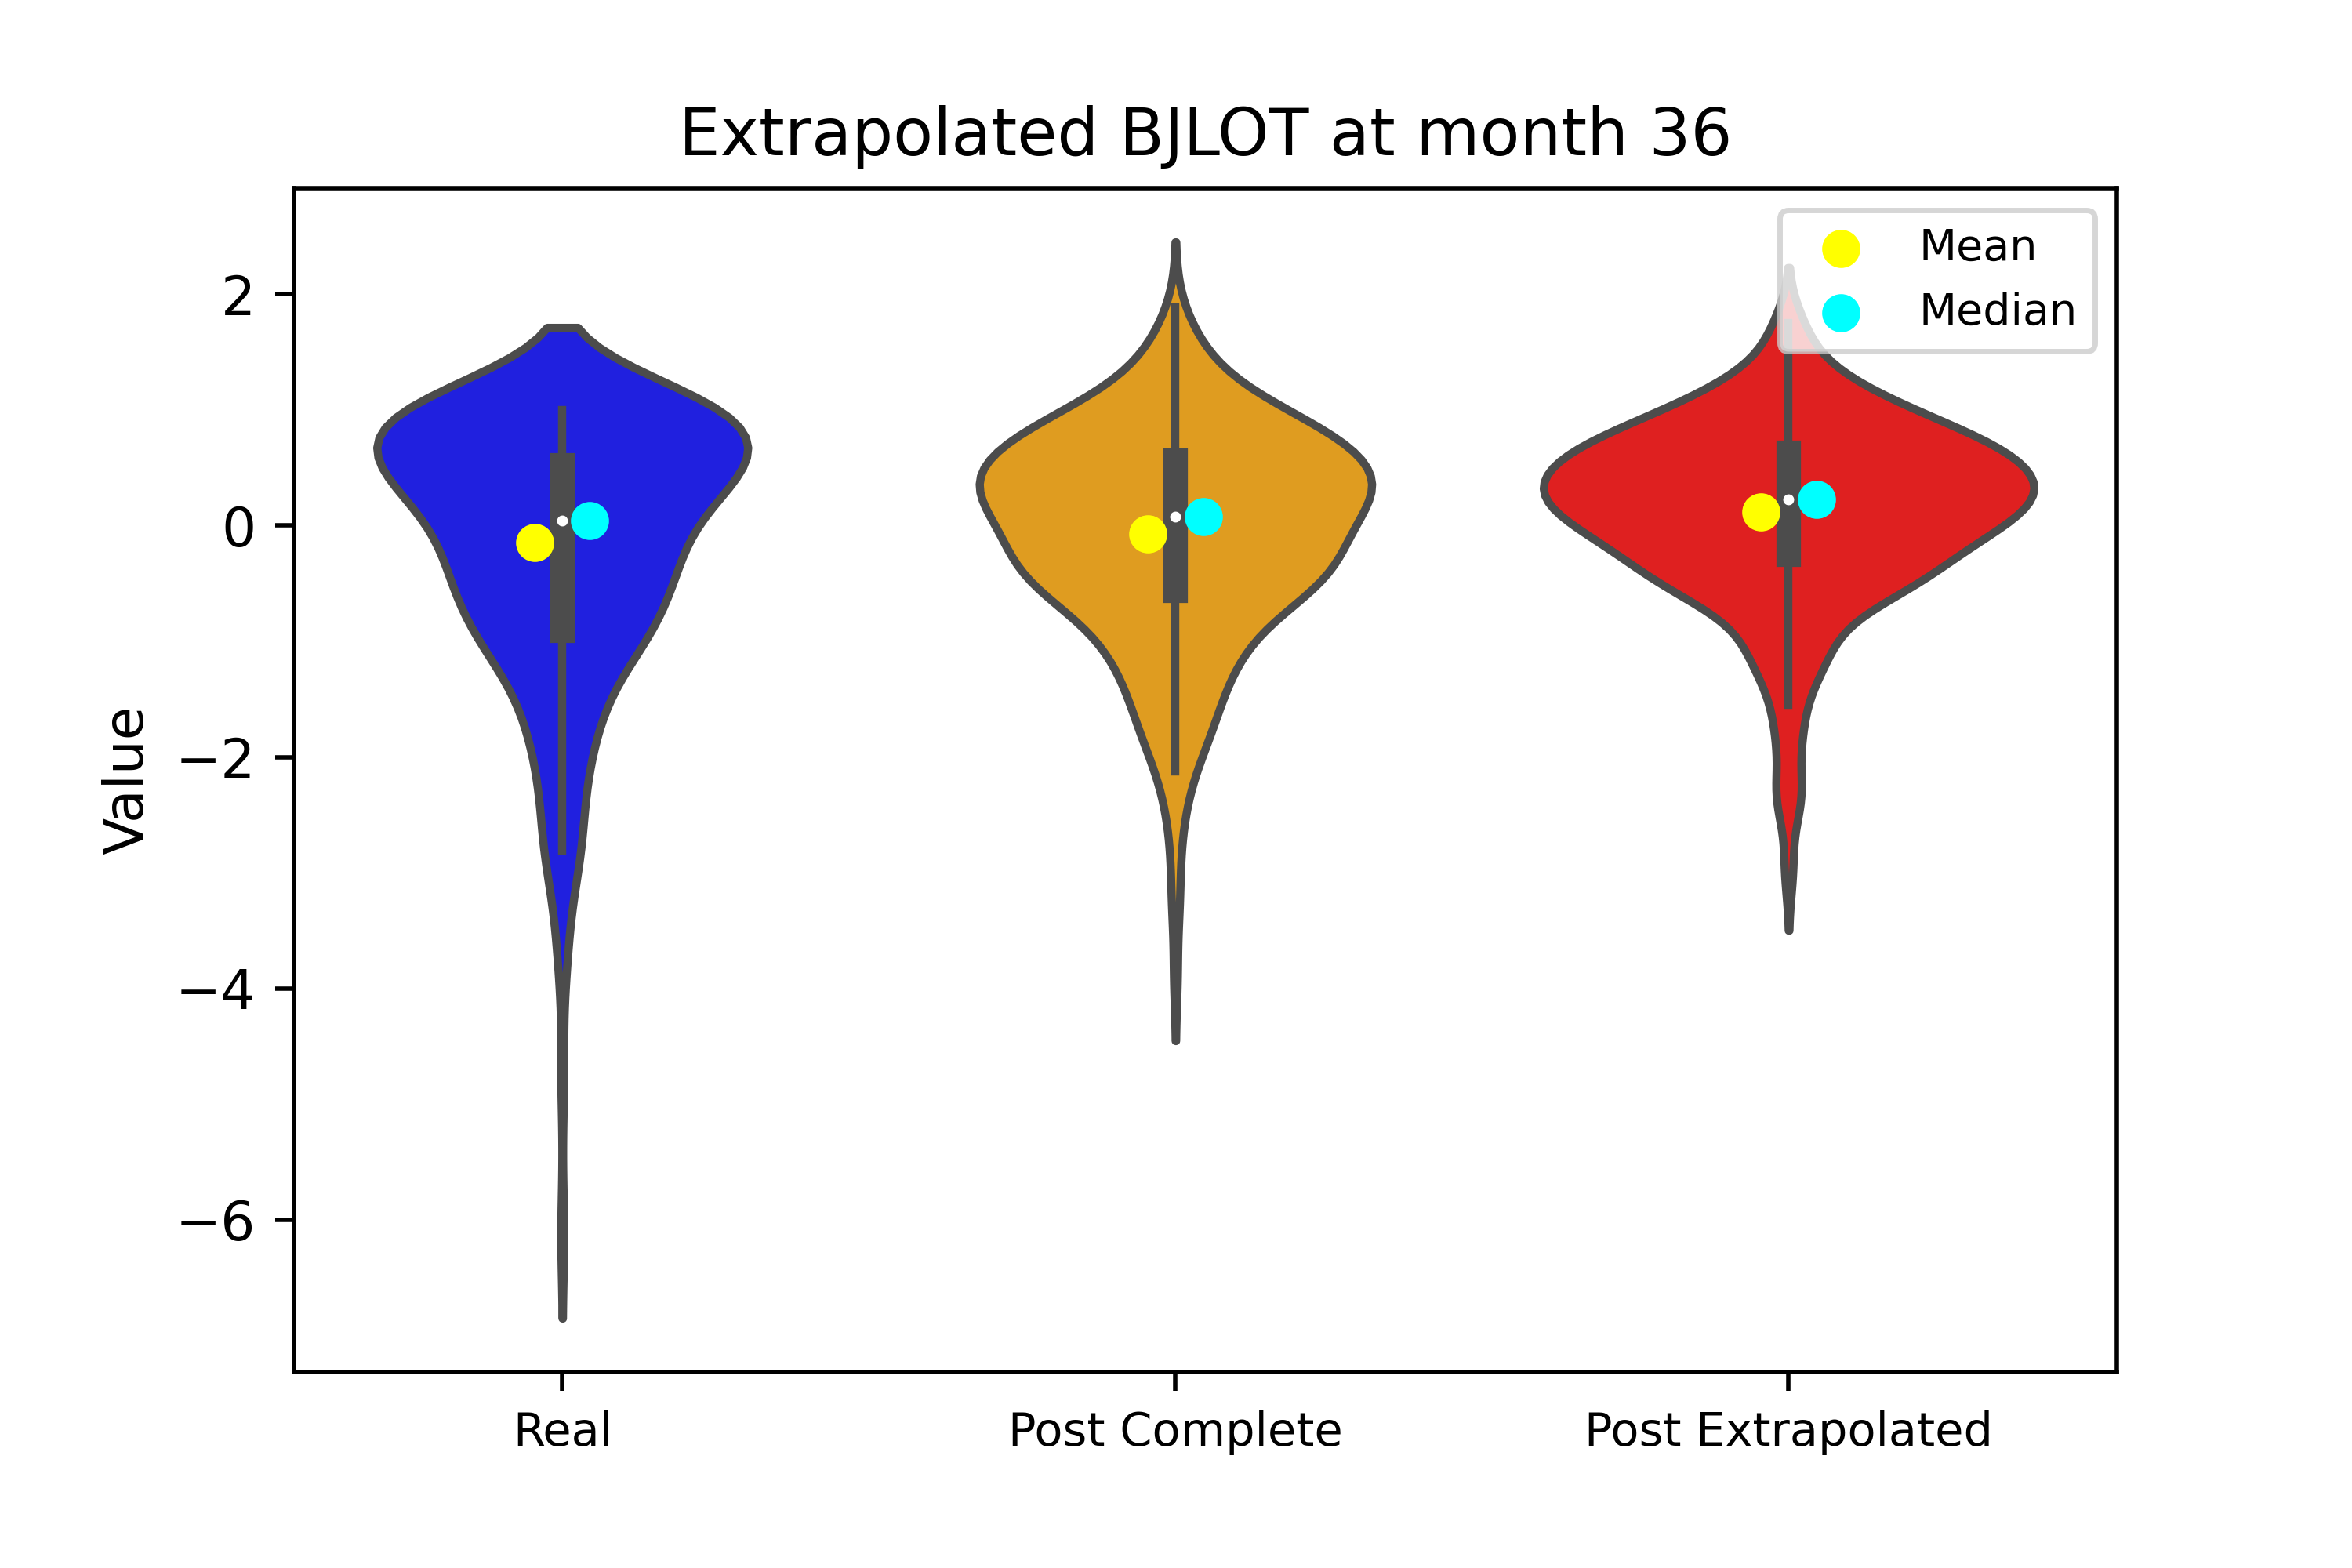 Extrapolated BJLOT at month 36
Mean
Median
2
0
−2
−4
−6
Value
Real
Post Complete
Post Extrapolated